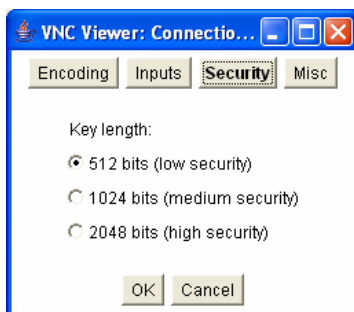 VNC Viewer: Connectio...
Encoding Inputs Security Misc
Key length:
512 bits (low security)
1024 bits (medium security)
2048 bits (high security)
OK Cancel